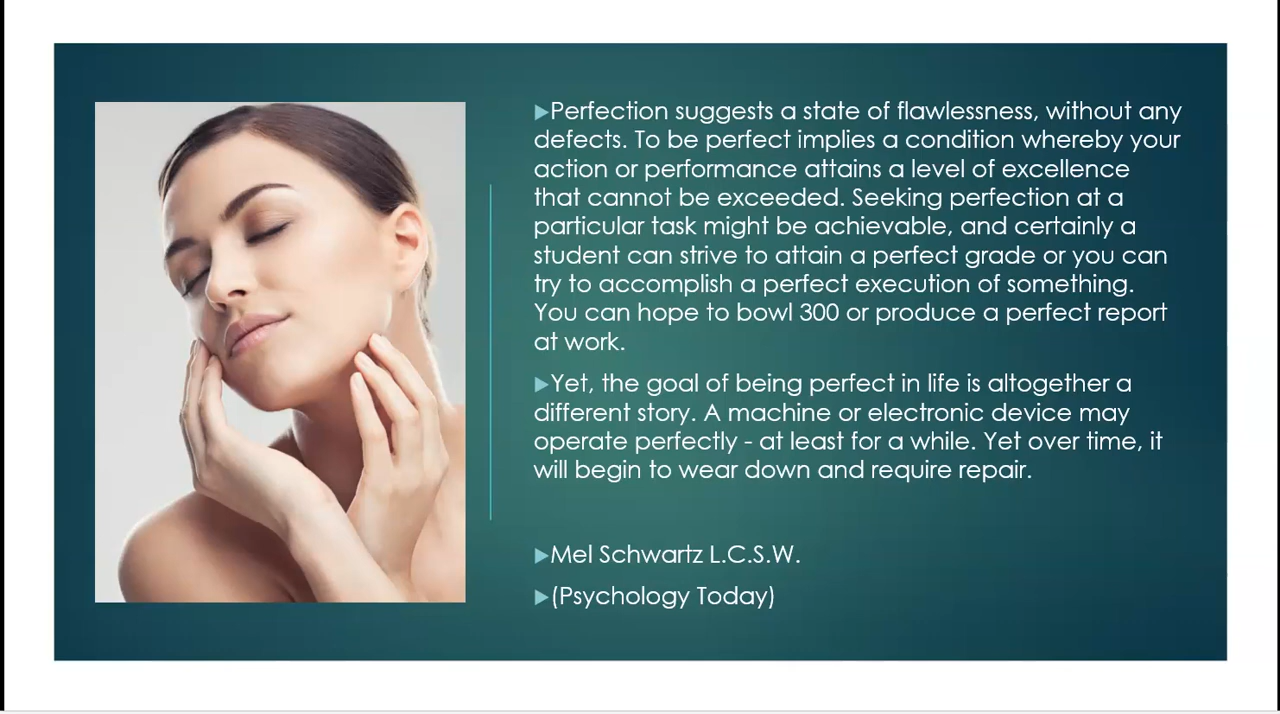 Perfection suggests a state of flawlessness, without any
defects. To be perfect implies a condition whereby your
action or performance attains a level of excellence
that cannot be exceeded. Seeking perfection at a
particular task might be achievable, and certainly a
student can strive to attain a perfect grade or you can
try to accomplish a perfect execution of something.
You can hope to bowl 300 or produce a perfect report
at work.
Yet, the goal of being perfect in life is altogether a
different story. A machine or electronic device may
operate perfectly - at least for a while. Yet over time, it
will begin to wear down and require repair.
Mel Schwartz L.C.S.W.
(Psychology Today)